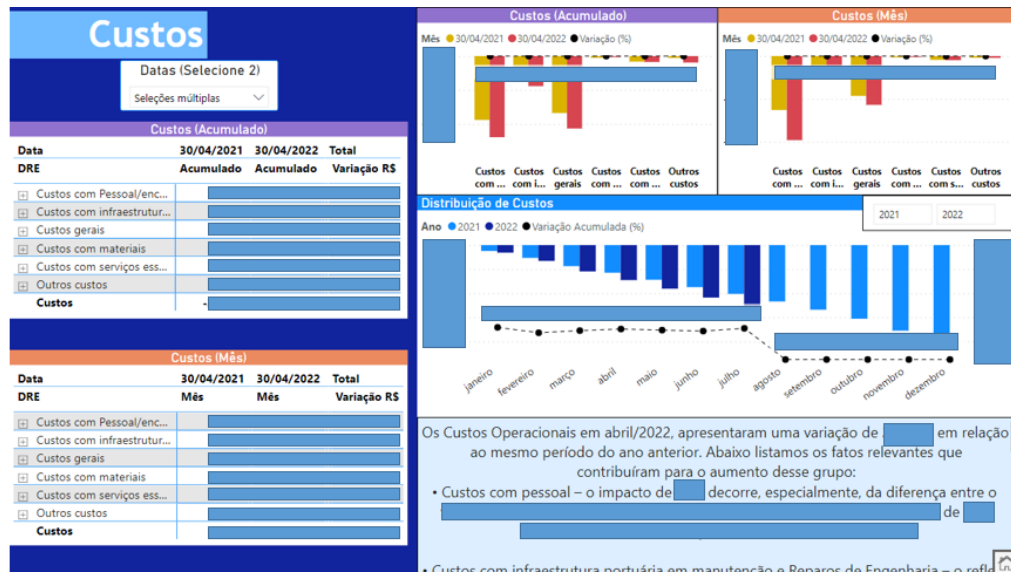 Custos
Datas (Selecione 2)
Seleções múltiplas
Custos (Acumulado)
Data 30/04/2021 30/04/2022 Total
DRE Acumulado Acumulado Variação R$
Custos com Pessoal/enc...
Custos com infraestrutur...
Custos gerais
Custos com materiais
Custos com serviços ess...
Outros custos
Custos -
Custos (Mês)
Data 30/04/2021 30/04/2022 Total
DRE Mês Mês Variação R$
Custos com Pessoal/enc...
Custos com infraestrutur...
Custos gerais
Custos com materiais
Custos com serviços ess...
Outros custos
Custos
Custos (Acumulado)
Mês 30/04/2021 30/04/2022 Variação (%)
Custos Custos Custos Custos Custos Outros
com ... com i... gerais com ... com ... custos
Custos (Mês)
Mês 30/04/2021 30/04/2022 Variação (%)
Custos Custos Custos Custos Custos Outros
com ... com i... gerais com ... com s... custos
Distribuição de Custos
2021 2022
Ano 2021 2022 Variação Acumulada (%)
janeiro fevereiro março abril maio junho julho agosto setembro outubro novembro dezembro
Os Custos Operacionais em abril/2022, apresentaram uma variação de em relação
ao mesmo período do ano anterior. Abaixo listamos os fatos relevantes que
contribuíram para o aumento desse grupo:
• Custos com pessoal – o impacto de decorre, especialmente, da diferença entre o
de
• Custos com infraestrutura portuária em manutenção e Reparos de Engenharia – o